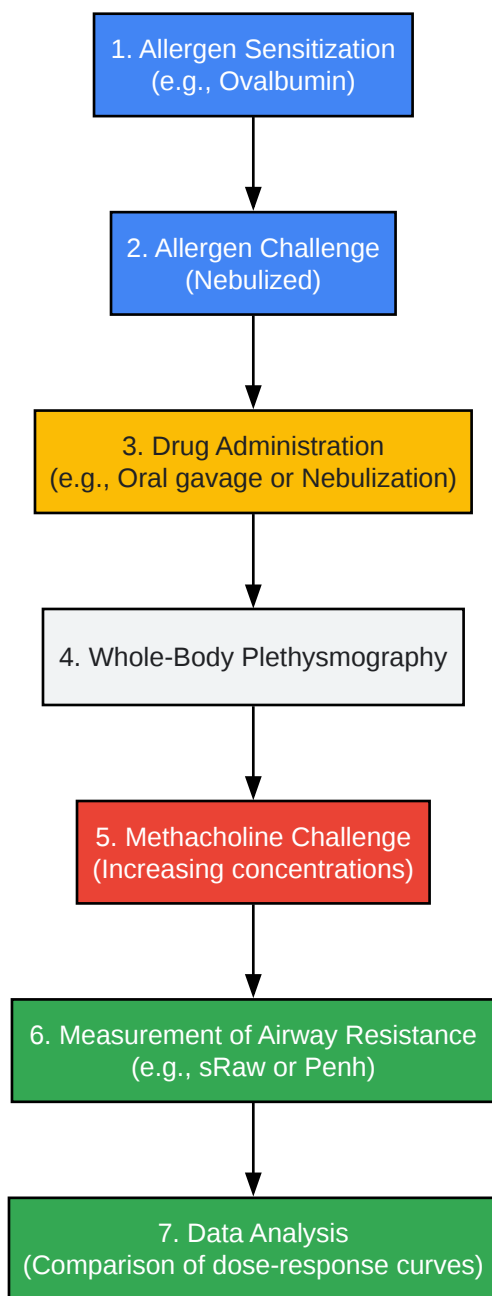 1. Allergen Sensitization
(e.g., Ovalbumin)
2. Allergen Challenge
(Nebulized)
3. Drug Administration
(e.g., Oral gavage or Nebulization)
4. Whole-Body Plethysmography
5. Methacholine Challenge
(Increasing concentrations)
6. Measurement of Airway Resistance
(e.g., sRaw or Penh)
7. Data Analysis
(Comparison of dose-response curves)